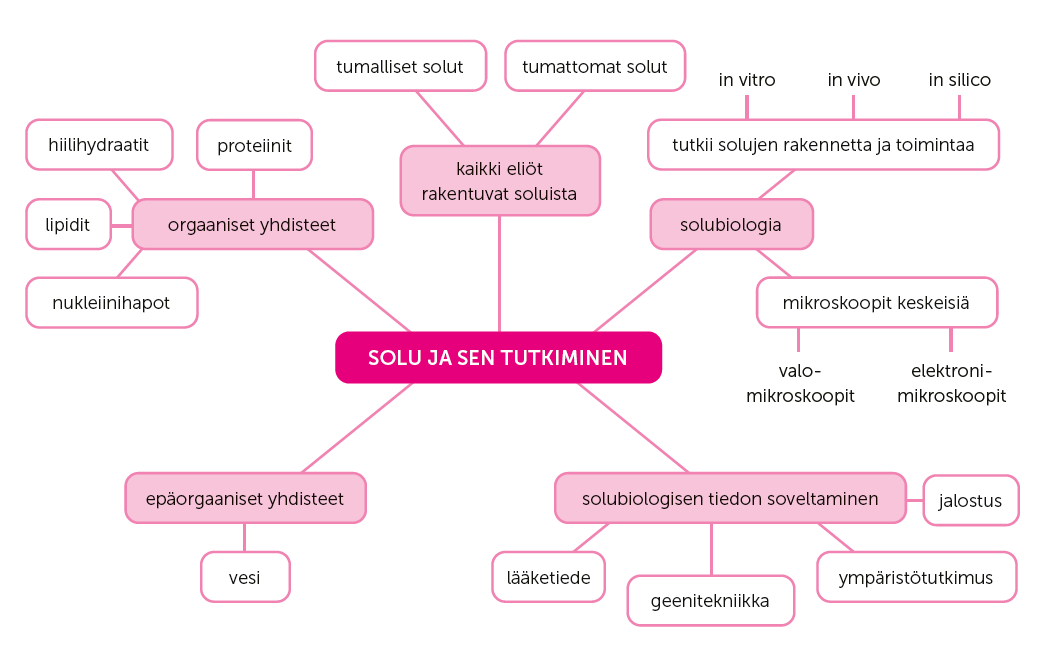 tumalliset solut
tumattomat solut
in vitro
in vivo
in silico
hiilihydraatit
proteiinit
kaikki eliöt
rakentuvat soluista
tutkii solujen rakennetta ja toimintaa
lipidit
orgaaniset yhdisteet
solubiologia
nukleiinihapot
mikroskoopit keskeisiä
SOLU JA SEN TUTKIMINEN
valo-
mikroskoopit
elektroni-
mikroskoopit
epäorgaaniset yhdisteet
solubiologisen tiedon soveltaminen
jalostus
vesi
lääketiede
geenitekniikka
ympäristötutkimus